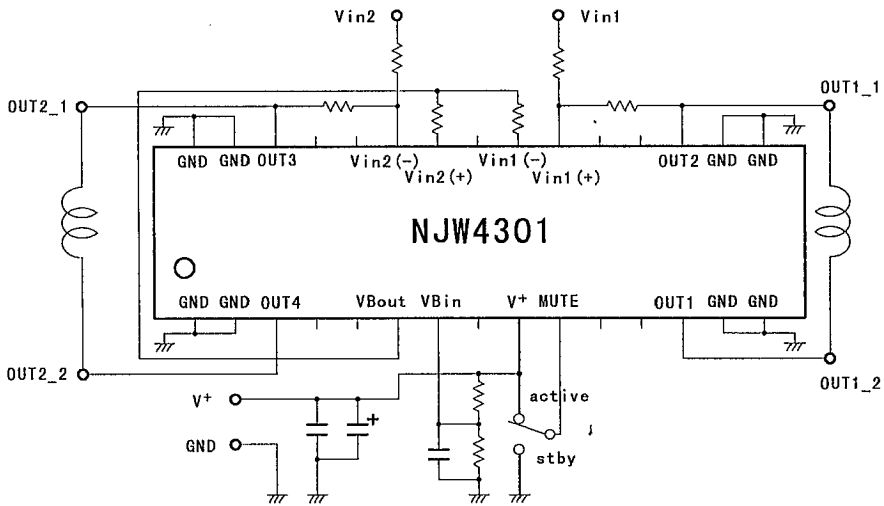 Vin2 Vin1
OUT2_1 OUT1_1
GND GND OUT3 Vin2(-) Vin1(-) OUT2 GND GND
Vin2(+) Vin1(+)
NJW4301
GND GND OUT4 VBout VBin V+ MUTE OUT1 GND GND
OUT2_2 OUT1_2
V+ + active
GND stby